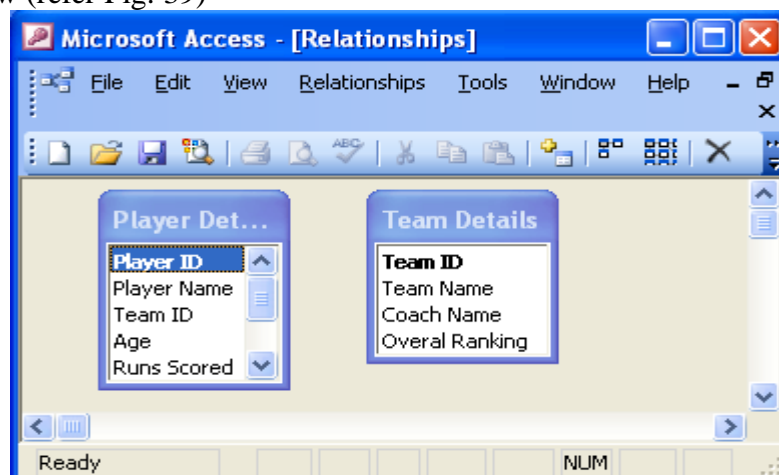 (refer Fig. 39)
Microsoft Access - [Relationships]
File Edit View Relationships Tools Window Help
ABC
Player Det... Team Details
Player ID
Player Name
Team ID
Age
Runs Scored
Team ID
Team Name
Coach Name
Overal Ranking
Ready NUM